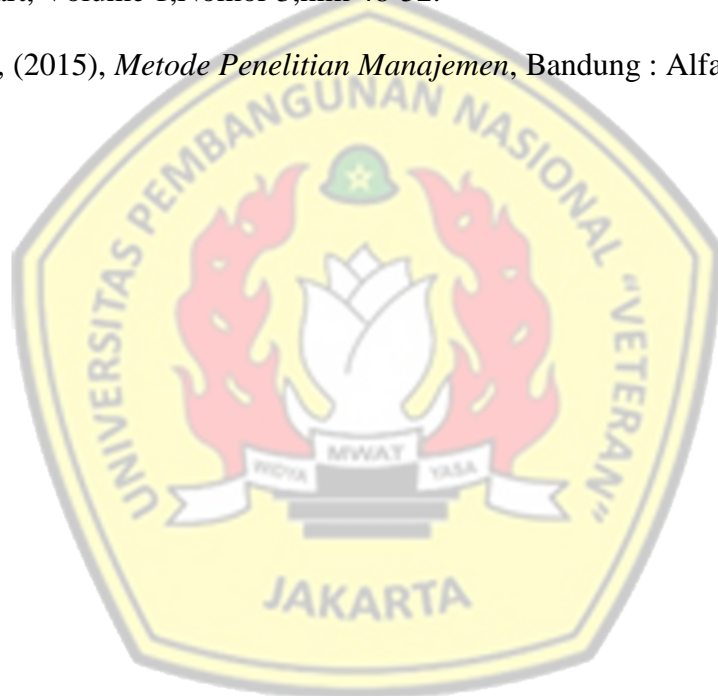 , (2015), Metode Penelitian Manajemen, Bandung : Alfa
UNIVERSITAS PEMBANGUNAN NASIONAL "VETERAN"
WIDYA MWAT YASA
JAKARTA